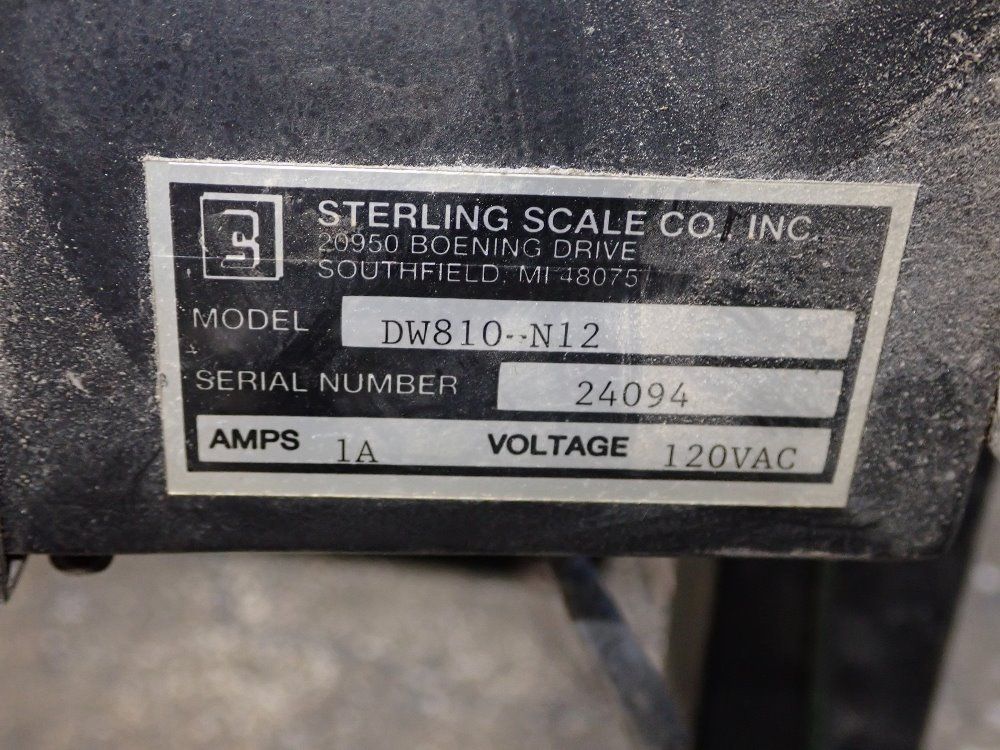 STERLING SCALE CO., INC.
20950 BOENING DRIVE
SOUTHFIELD, MI 48075
MODEL DW810-N12
SERIAL NUMBER 24094
AMPS 1A VOLTAGE 120VAC